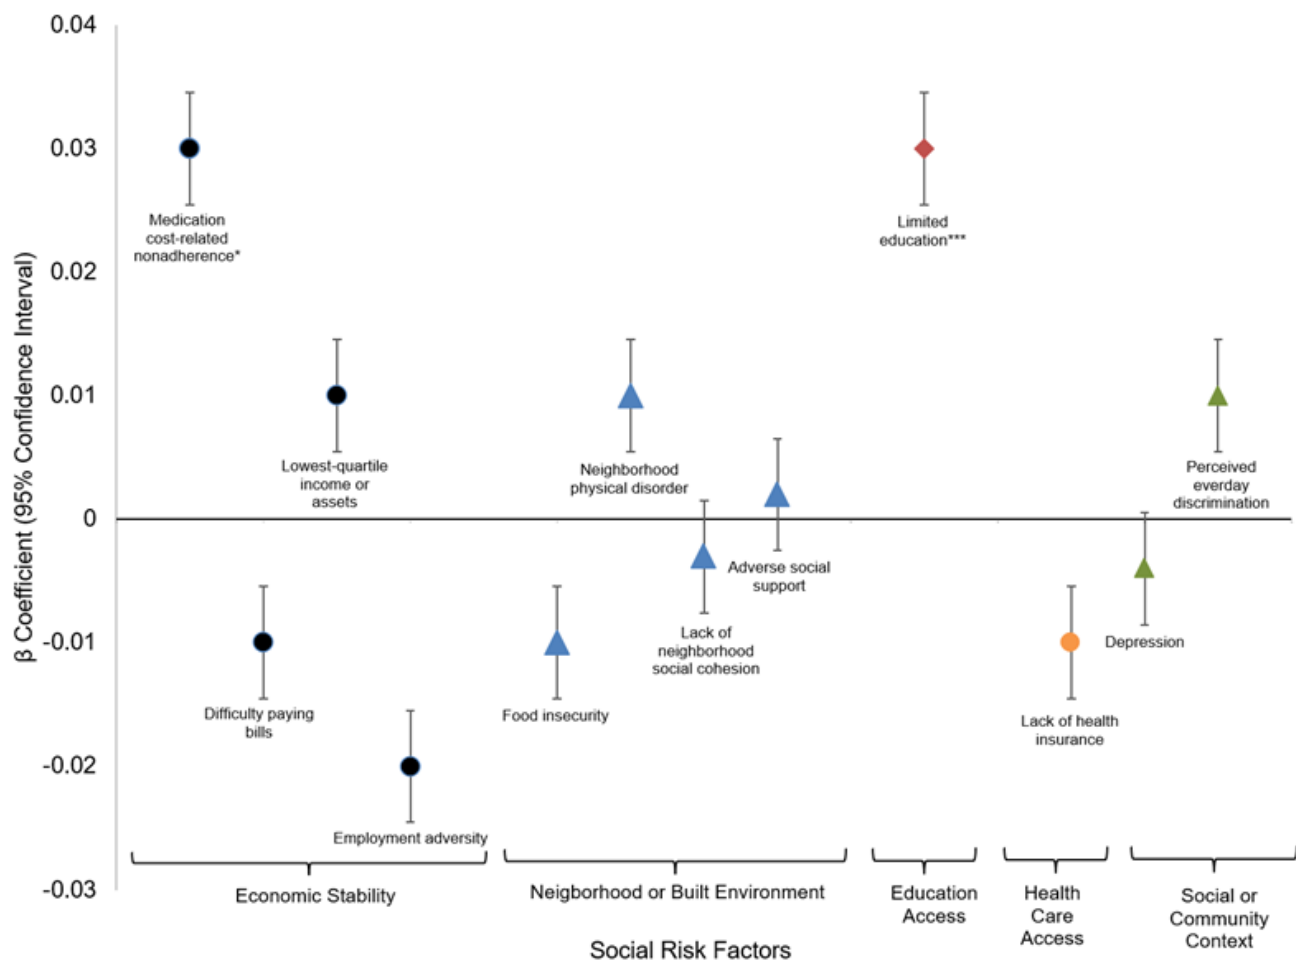 0.04
0.03
0.02
0.01
0
-0.01
-0.02
-0.03
β Coefficient (95% Confidence Interval)
Medication
cost-related
nonadherence*
Lowest-quartile
income or
assets
Difficulty paying
bills
Employment adversity
Neighborhood
physical disorder
Food insecurity
Lack of
neighborhood
social cohesion
Adverse social
support
Limited
education***
Lack of health
insurance
Depression
Perceived
everday
discrimination
Economic Stability
Neigborhood or Built Environment
Education
Access
Health
Care
Access
Social or
Community
Context
Social Risk Factors